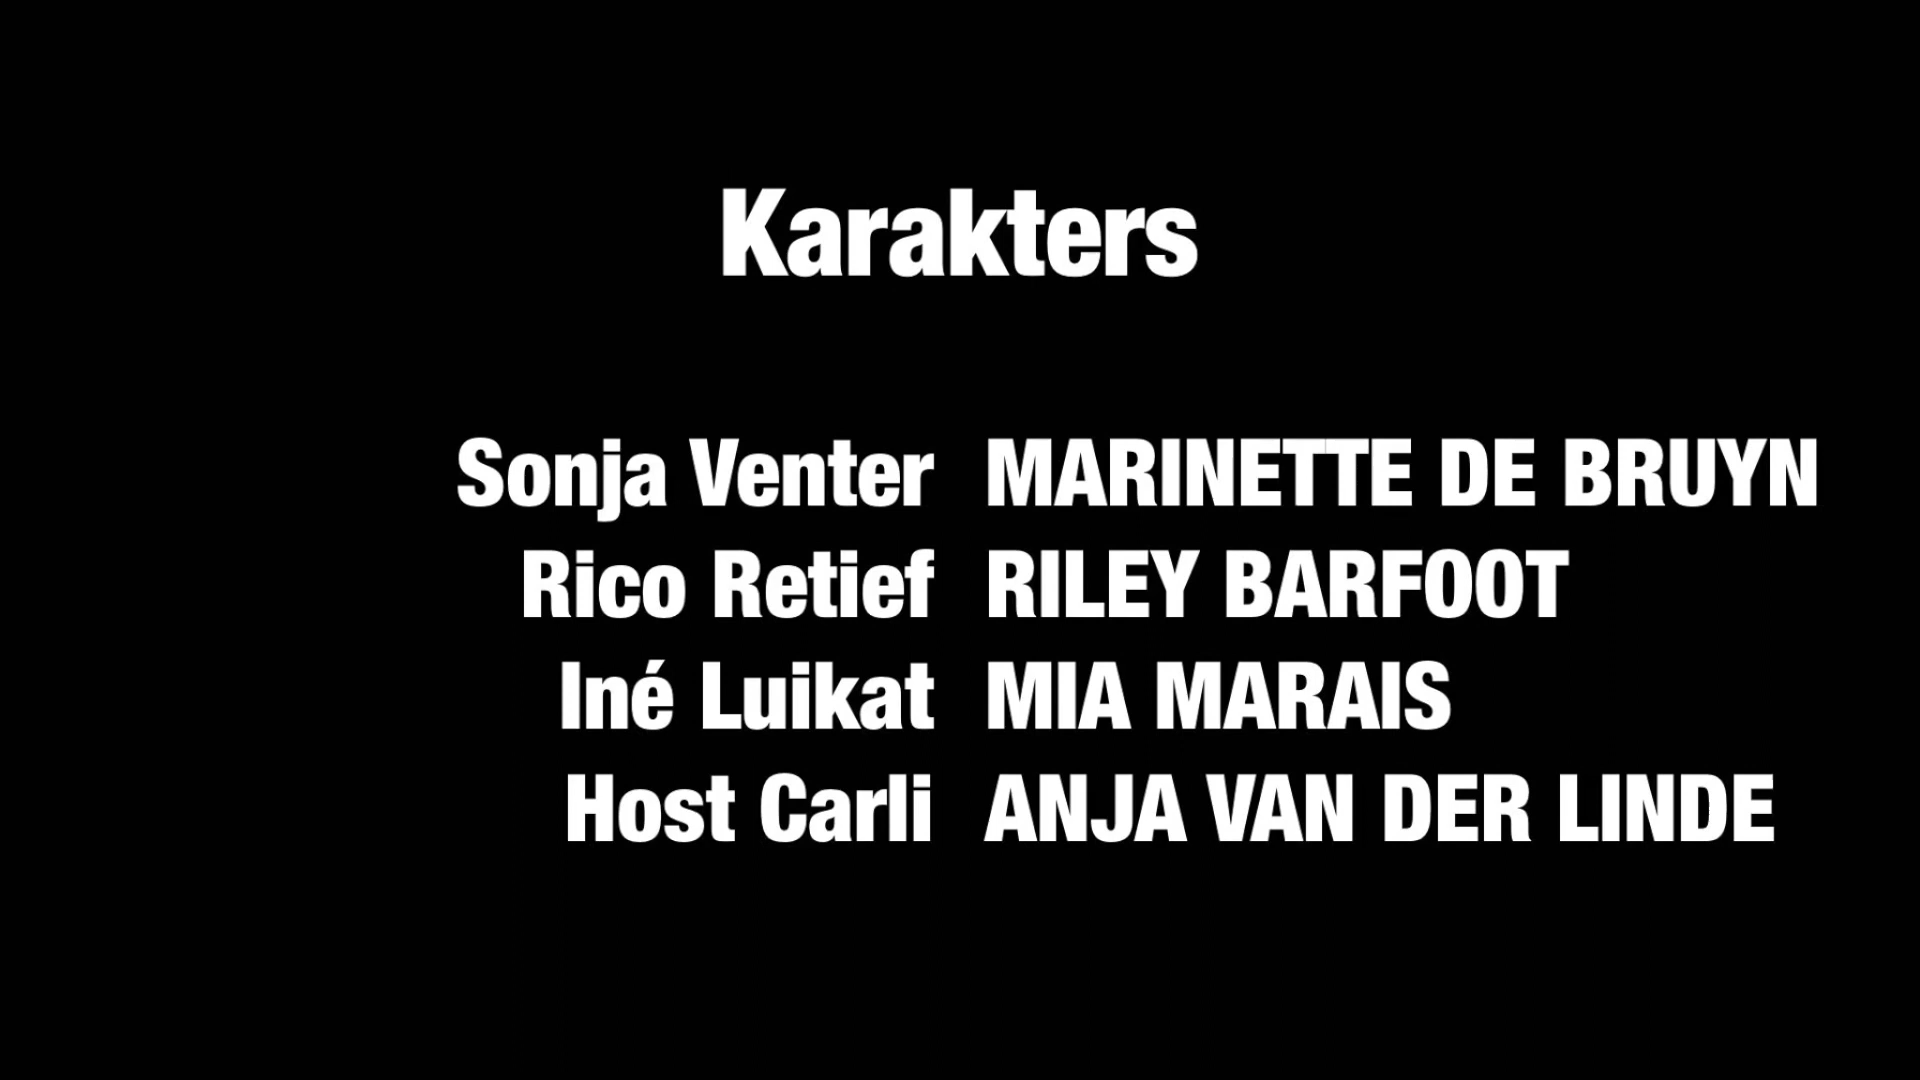 Karakters
Sonja Venter MARINETTE DE BRUYN
Rico Retief RILEY BARFOOT
Iné Luikat MIA MARAIS
Host Carli ANJA VAN DER LINDE